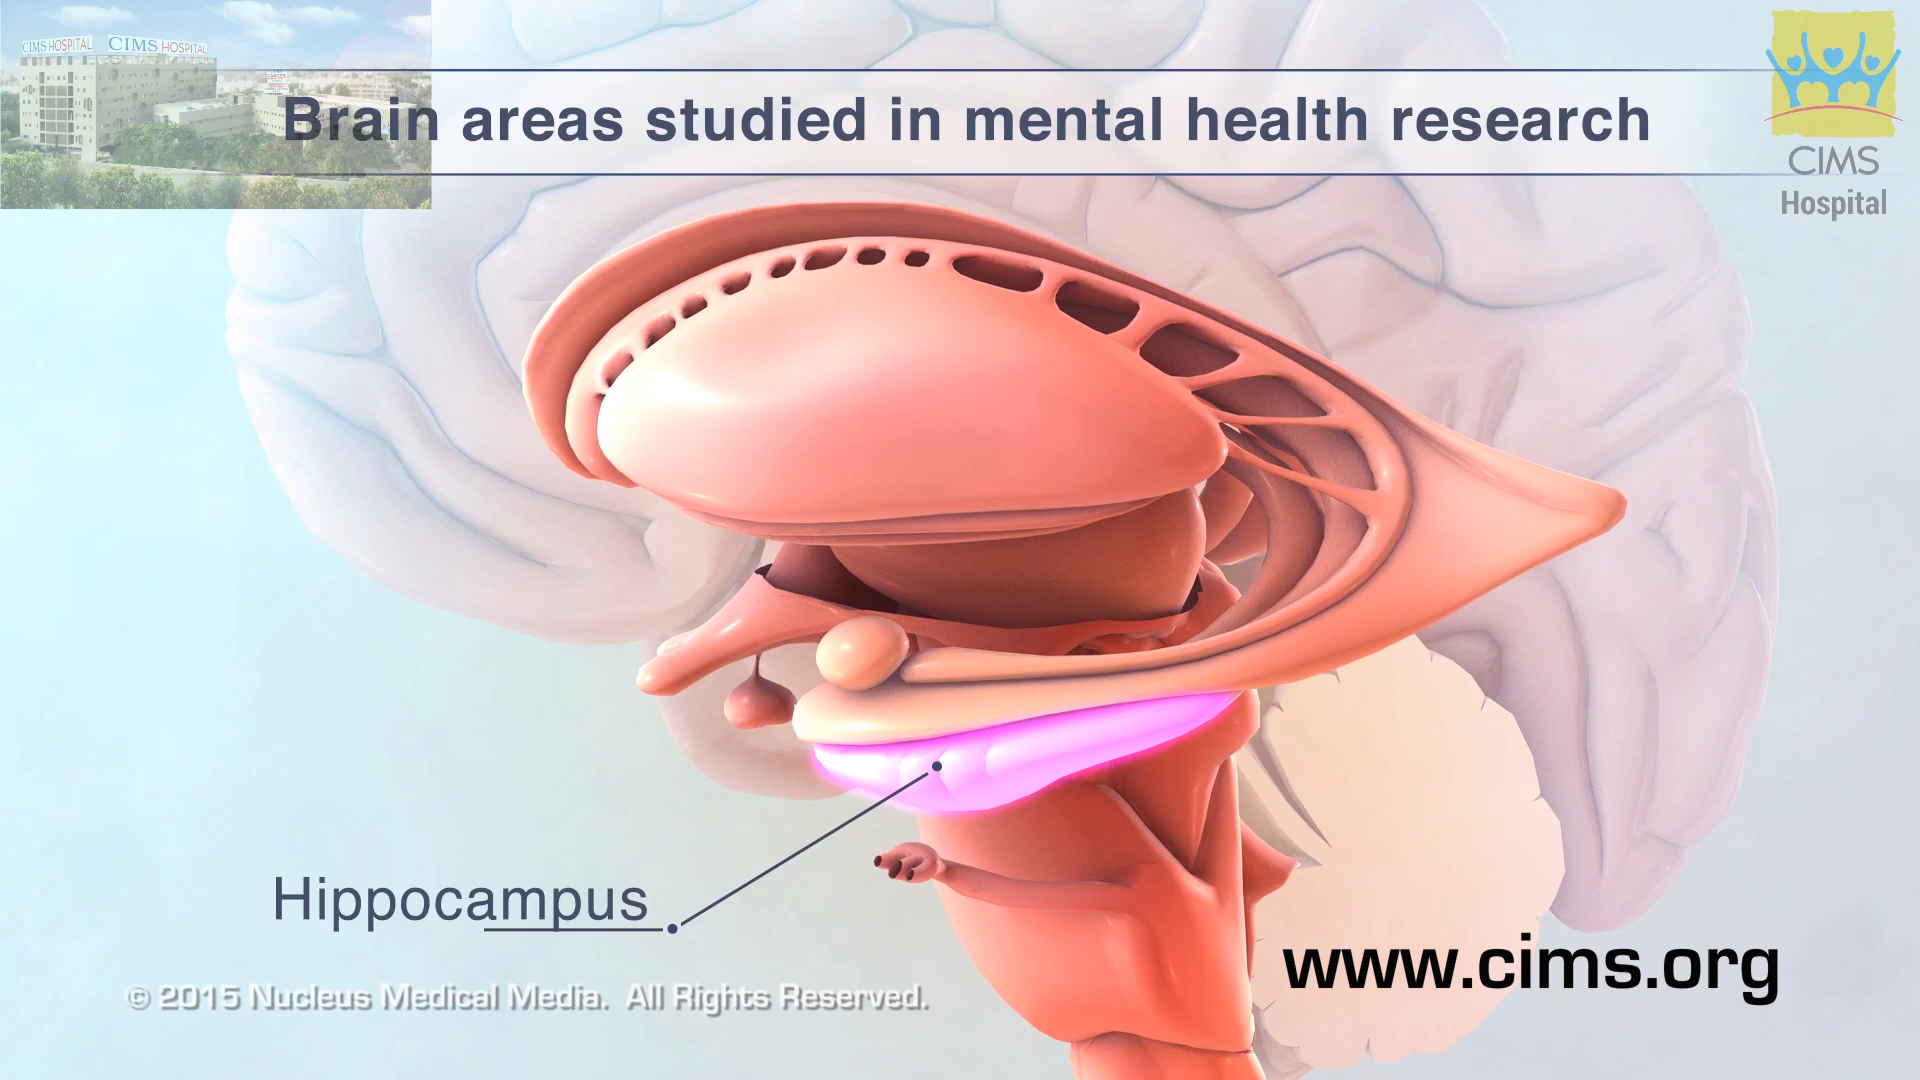 CIMS HOSPITAL CIMS HOSPITAL
Brain areas studied in mental health research
CIMS
Hospital
Hippocampus
© 2015 Nucleus Medical Media. All Rights Reserved.
www.cims.org